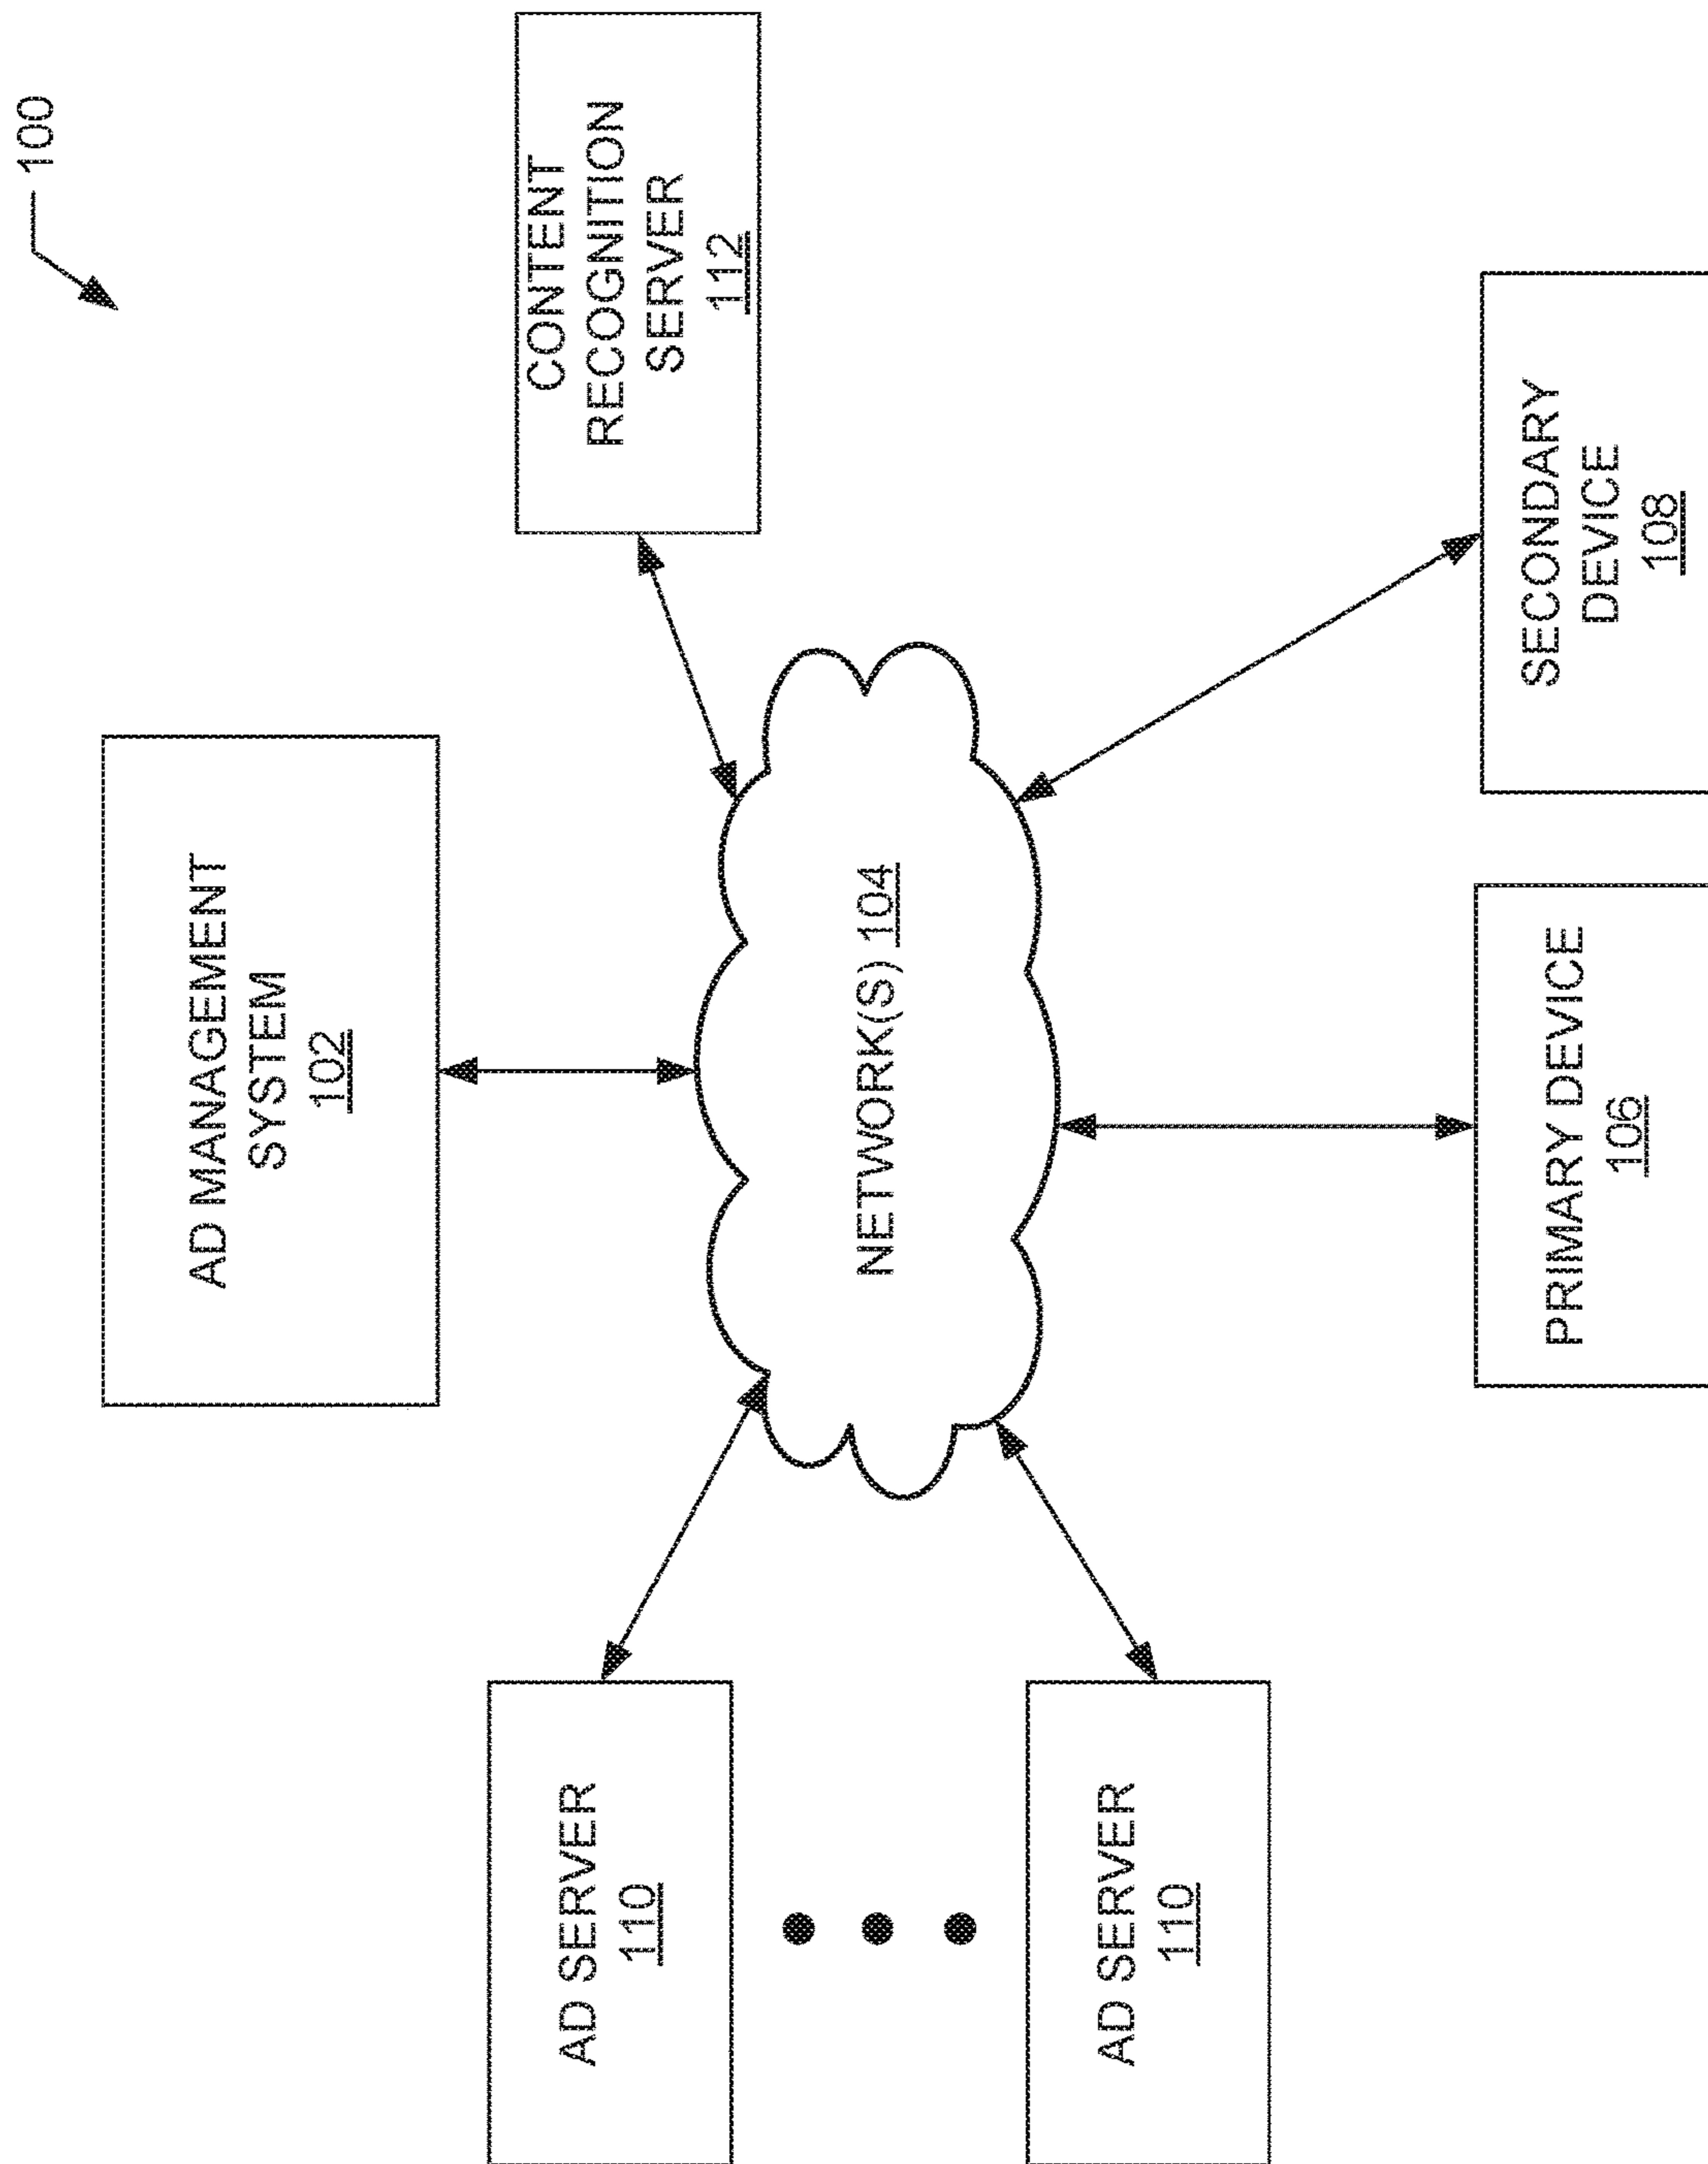 100
AD MANAGEMENT
SYSTEM
102
CONTENT
RECOGNITION
SERVER
112
AD SERVER
110
NETWORK(S) 104
AD SERVER
110
PRIMARY DEVICE
106
SECONDARY
DEVICE
108